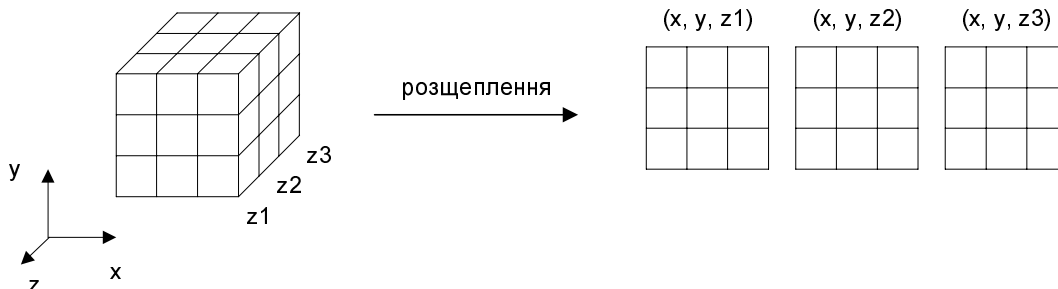 (x, y, z1) (x, y, z2) (x, y, z3)
розщеплення
z3
z2
z1
y
x
z